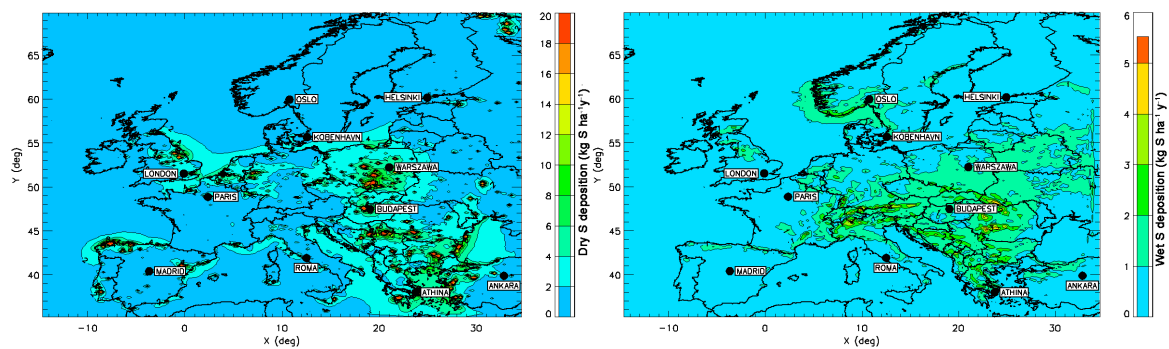 70
65
60
55
50
45
40
Y (deg)
-10
0
10
20
30
X (deg)
OSLO
HELSINKI
KOBENHAVN
WARSZAWA
LONDON
PARIS
BUDAPEST
ROMA
MADRID
ATHINA
ANKARA
20
18
16
14
12
10
8
6
4
2
0
Dry S deposition (kg S ha⁻¹y⁻¹)
65
60
55
50
45
40
Y (deg)
-10
0
10
20
30
X (deg)
OSLO
HELSINKI
KOBENHAVN
WARSZAWA
LONDON
PARIS
BUDAPEST
ROMA
MADRID
ATHINA
ANKARA
6
5
4
3
2
1
0
Wet S deposition (kg S ha⁻¹y⁻¹)